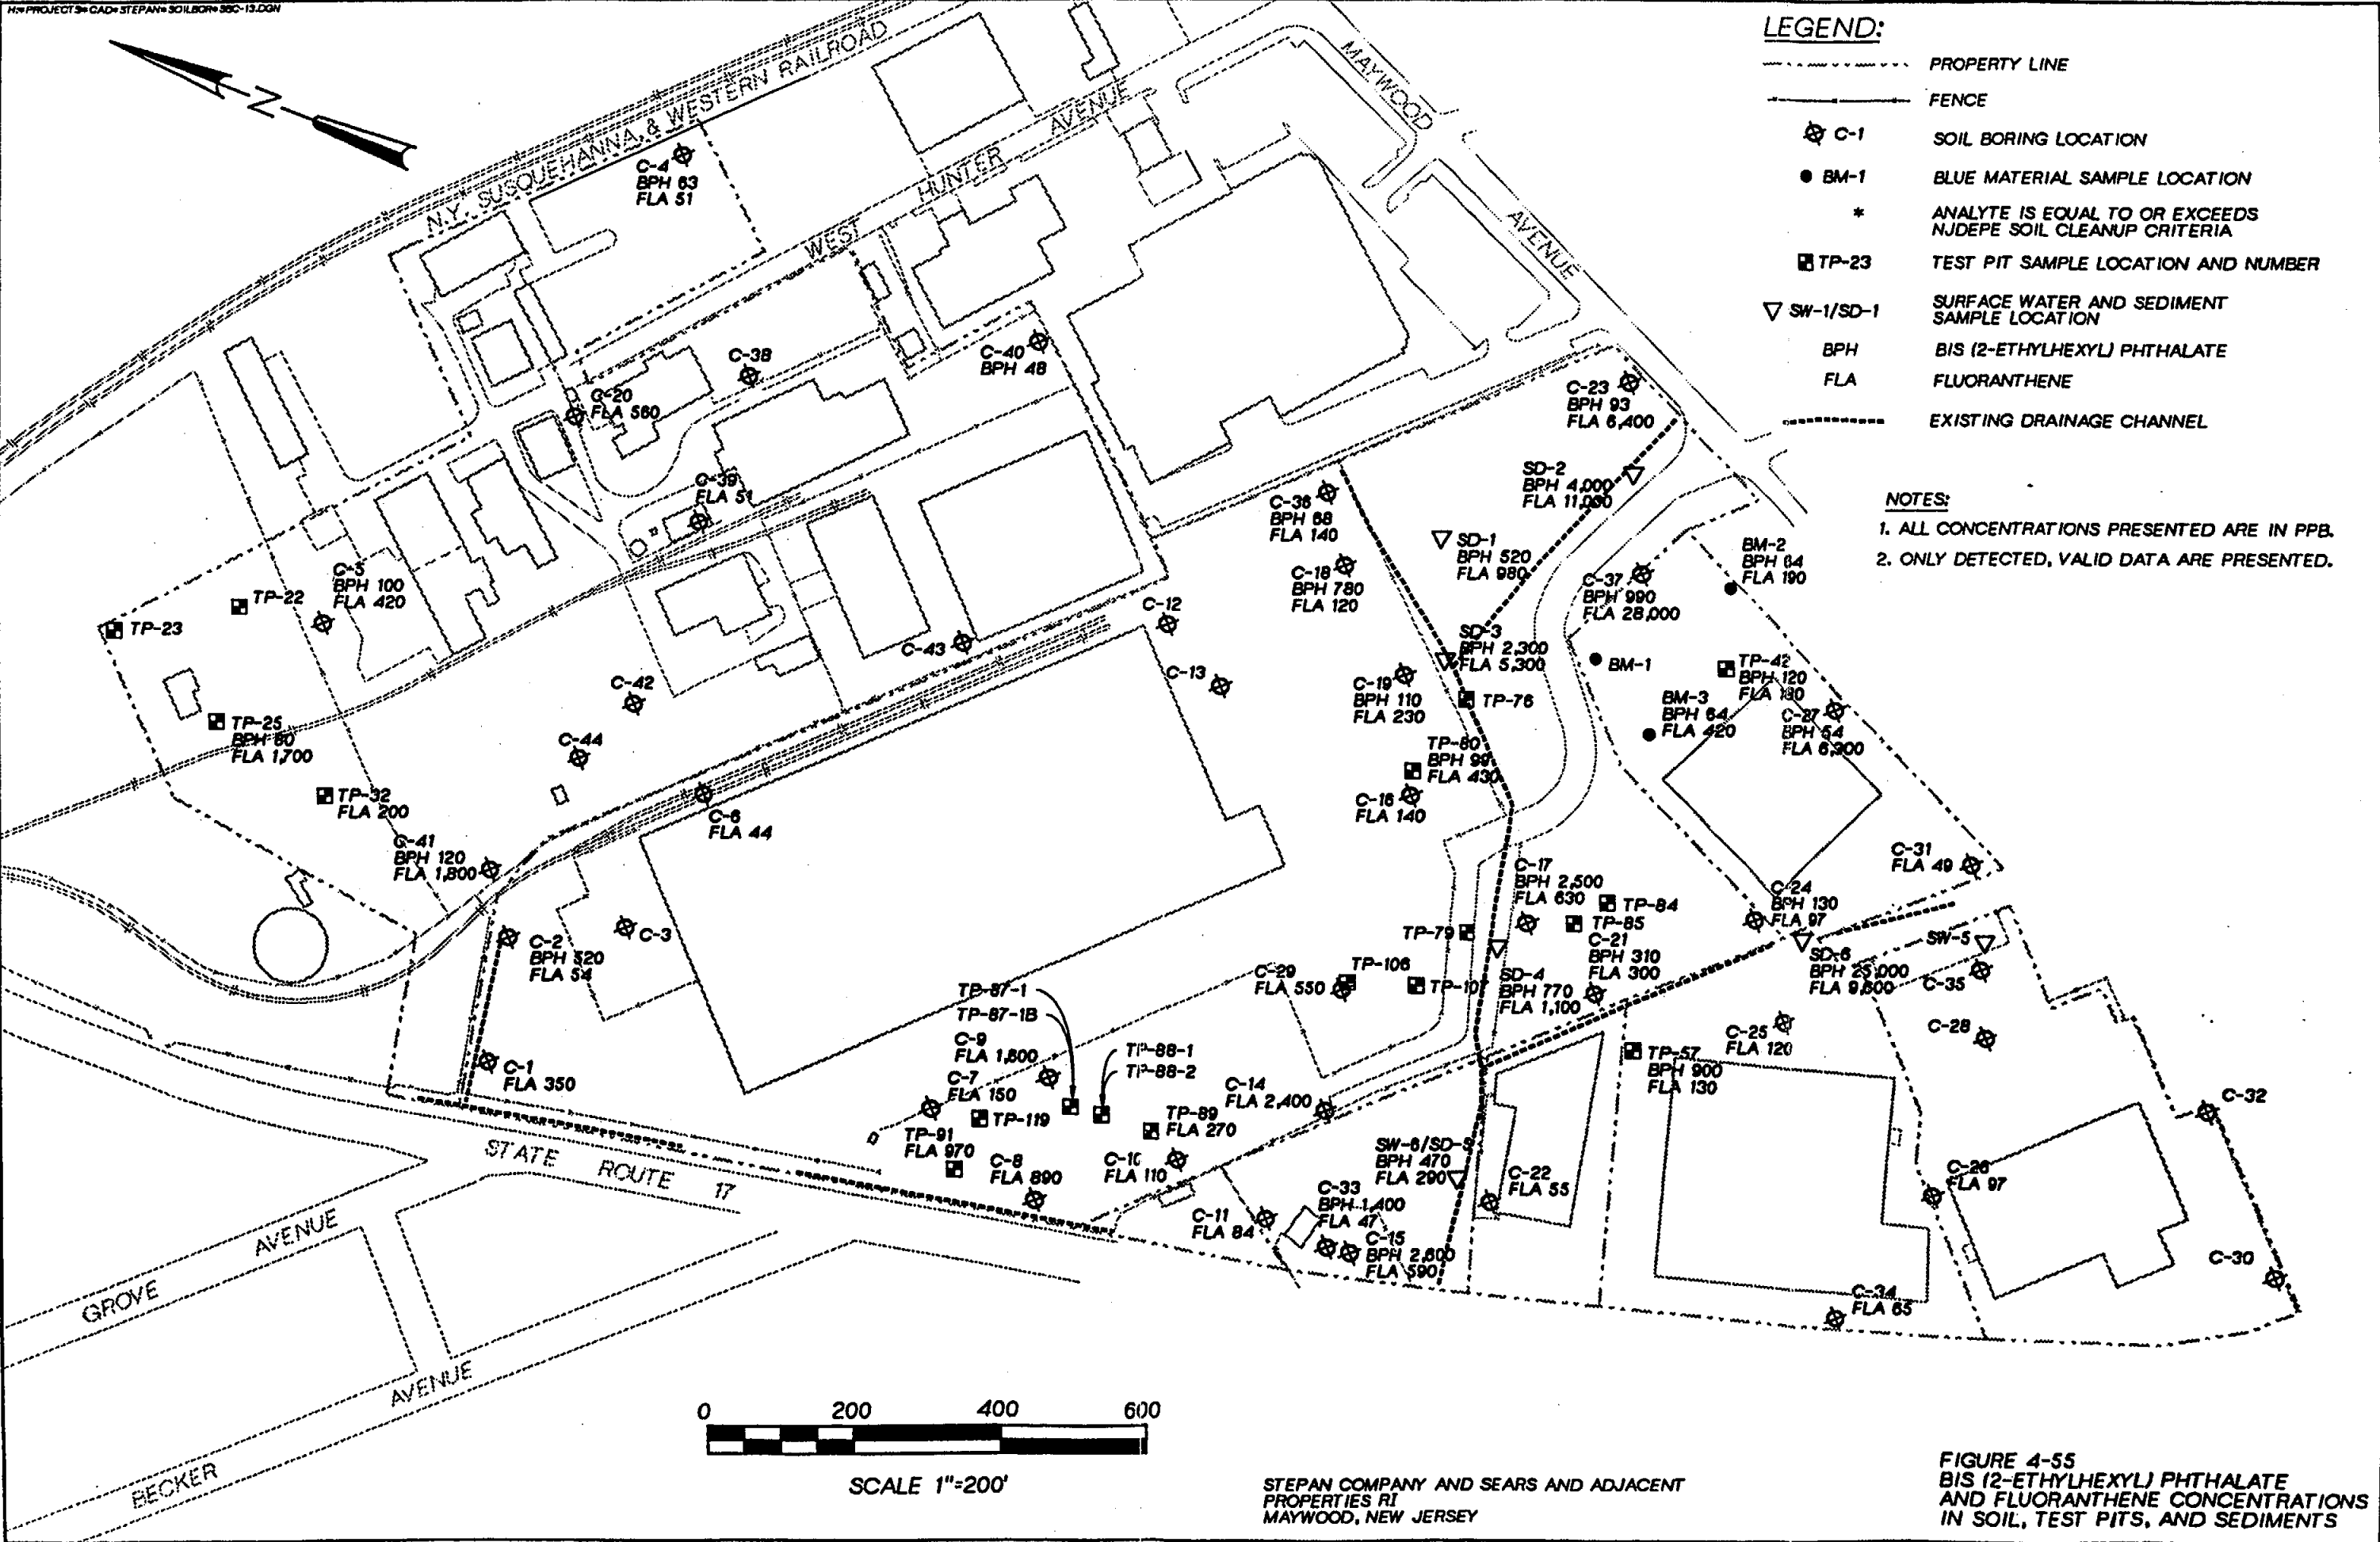 H:=PROJECTS=CAD=STEPAN=SOILBOR=SBC-13.DGN
LEGEND:
PROPERTY LINE
FENCE
C-1 SOIL BORING LOCATION
BM-1 BLUE MATERIAL SAMPLE LOCATION
* ANALYTE IS EQUAL TO OR EXCEEDS
NJDEPE SOIL CLEANUP CRITERIA
TP-23 TEST PIT SAMPLE LOCATION AND NUMBER
SW-1/SD-1 SURFACE WATER AND SEDIMENT
SAMPLE LOCATION
BPH BIS (2-ETHYLHEXYL) PHTHALATE
FLA FLUORANTHENE
EXISTING DRAINAGE CHANNEL
NOTES:
1. ALL CONCENTRATIONS PRESENTED ARE IN PPB.
2. ONLY DETECTED, VALID DATA ARE PRESENTED.
Z
N.Y. SUSQUEHANNA, & WESTERN RAILROAD
WEST HUNTER AVENUE
MAYWOOD AVENUE
C-4
BPH 63
FLA 51
C-38
C-40
BPH 48
C-20
FLA 560
C-39
FLA 51
C-23
BPH 93
FLA 6,400
SD-2
BPH 4,000
FLA 11,000
C-36
BPH 68
FLA 140
SD-1
BPH 520
FLA 980
C-18
BPH 780
FLA 120
BM-2
BPH 64
FLA 190
C-37
BPH 990
FLA 28,000
C-5
BPH 100
FLA 420
TP-22
TP-23
C-12
C-43
C-13
C-42
SD-3
BPH 2,300
FLA 5,300
BM-1
TP-42
BPH 120
C-19
BPH 110
FLA 230
TP-76
BM-3
BPH 64
FLA 420
C-27
BPH 54
TP-25
BPH 60
FLA 1,700
C-44
TP-80
BPH 99
FLA 430
TP-32
FLA 200
C-16
FLA 140
C-6
FLA 44
C-41
BPH 120
FLA 1,800
C-31
FLA 49
C-17
BPH 2,500
FLA 630
TP-84
TP-85
C-24
BPH 130
FLA 97
C-2
BPH 520
FLA 54
C-3
TP-79
C-21
BPH 310
FLA 300
SW-5
SD-6
BPH 25,000
FLA 9,600
C-29
FLA 550
TP-106
TP-107
SD-4
BPH 770
FLA 1,100
C-35
TP-87-1
TP-87-1B
C-28
C-25
FLA 120
C-9
FLA 1,600
TP-88-1
TP-88-2
TP-57
BPH 900
FLA 130
C-1
FLA 350
C-7
FLA 150
C-14
FLA 2,400
C-32
TP-119
TP-89
FLA 270
TP-91
FLA 970
C-8
FLA 890
C-10
FLA 110
SW-6/SD-5
BPH 470
FLA 290
C-22
FLA 55
C-26
FLA 97
C-33
BPH 1,400
FLA 47
C-11
FLA 84
C-15
BPH 2,600
FLA 590
C-30
C-34
FLA 65
STATE ROUTE 17
GROVE AVENUE
BECKER AVENUE
0 200 400 600
SCALE 1"=200'
STEPAN COMPANY AND SEARS AND ADJACENT
PROPERTIES RI
MAYWOOD, NEW JERSEY
FIGURE 4-55
BIS (2-ETHYLHEXYL) PHTHALATE
AND FLUORANTHENE CONCENTRATIONS
IN SOIL, TEST PITS, AND SEDIMENTS